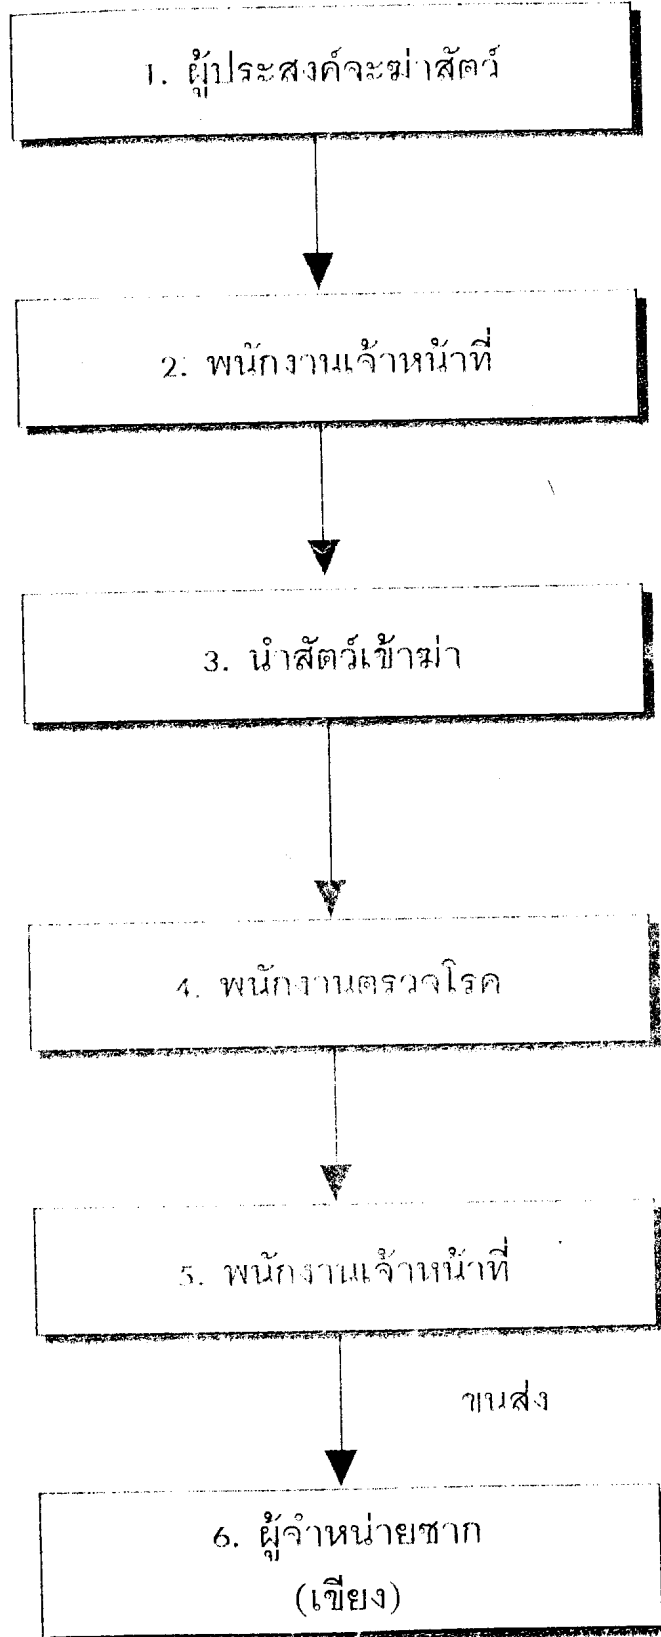 1. ผู้ประสงค์จะฆ่าสัตว์
2. พนักงานเจ้าหน้าที่
3. นำสัตว์เข้าฆ่า
4. พนักงานตรวจโรค
5. พนักงานเจ้าหน้าที่
ขนส่ง
6. ผู้จำหน่ายซาก
(เขียง)